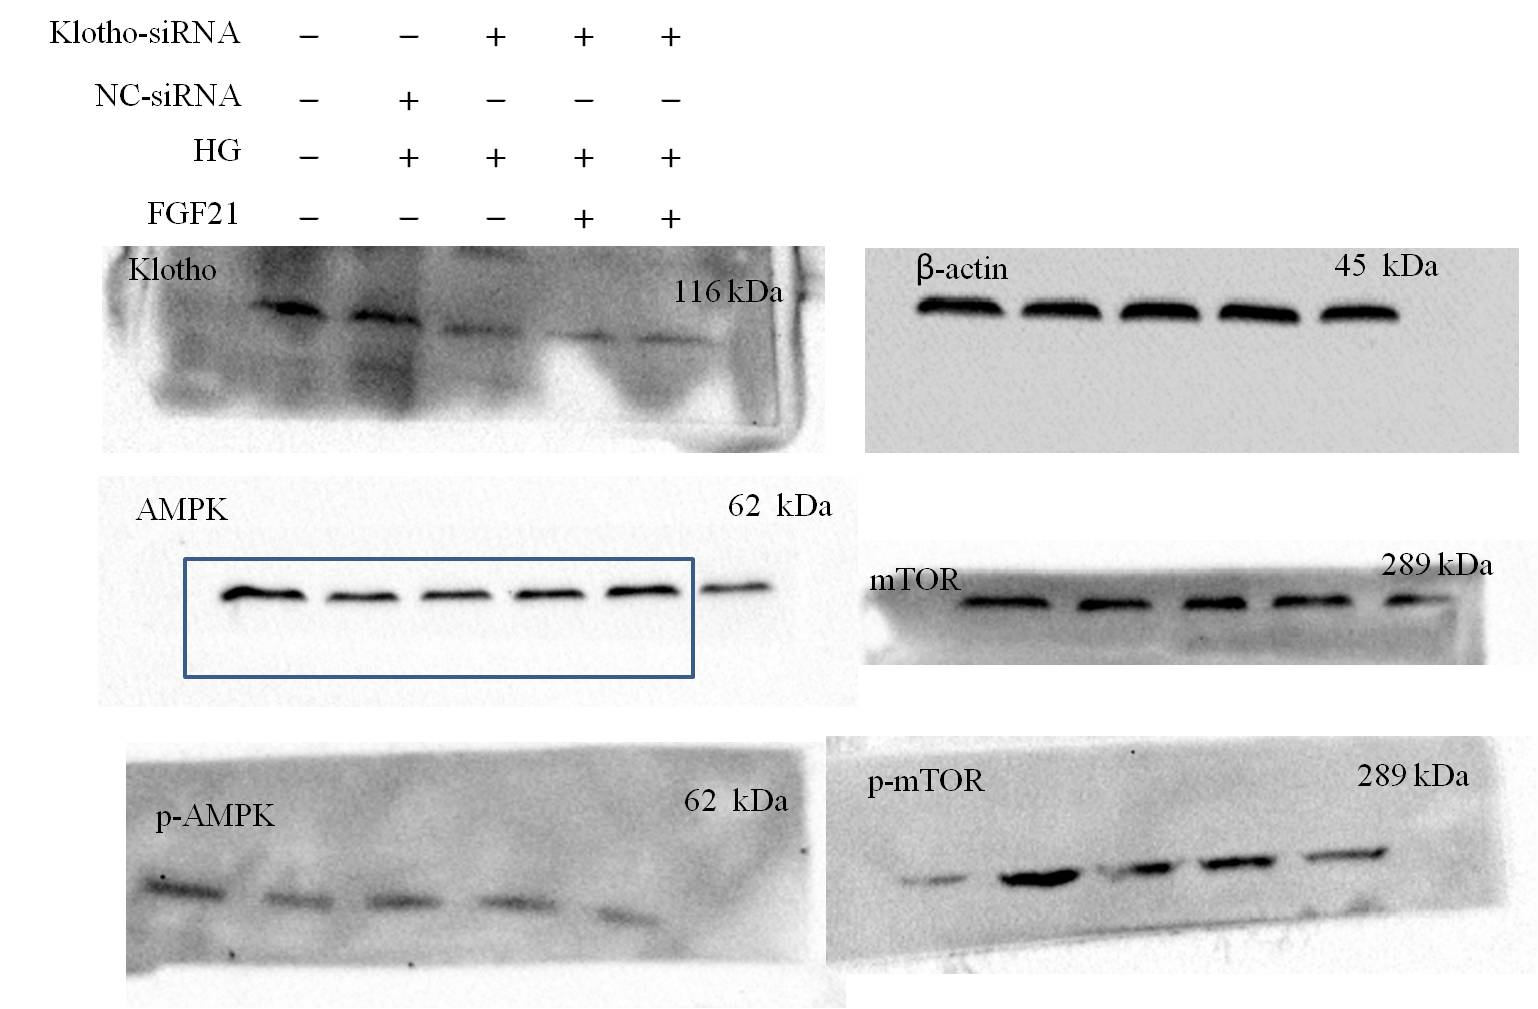 Klotho-siRNA − − + + +
NC-siRNA − + − − −
HG − + + + +
FGF21 − − − + +
Klotho 116 kDa
β-actin 45 kDa
AMPK 62 kDa
mTOR 289 kDa
p-AMPK 62 kDa
p-mTOR 289 kDa